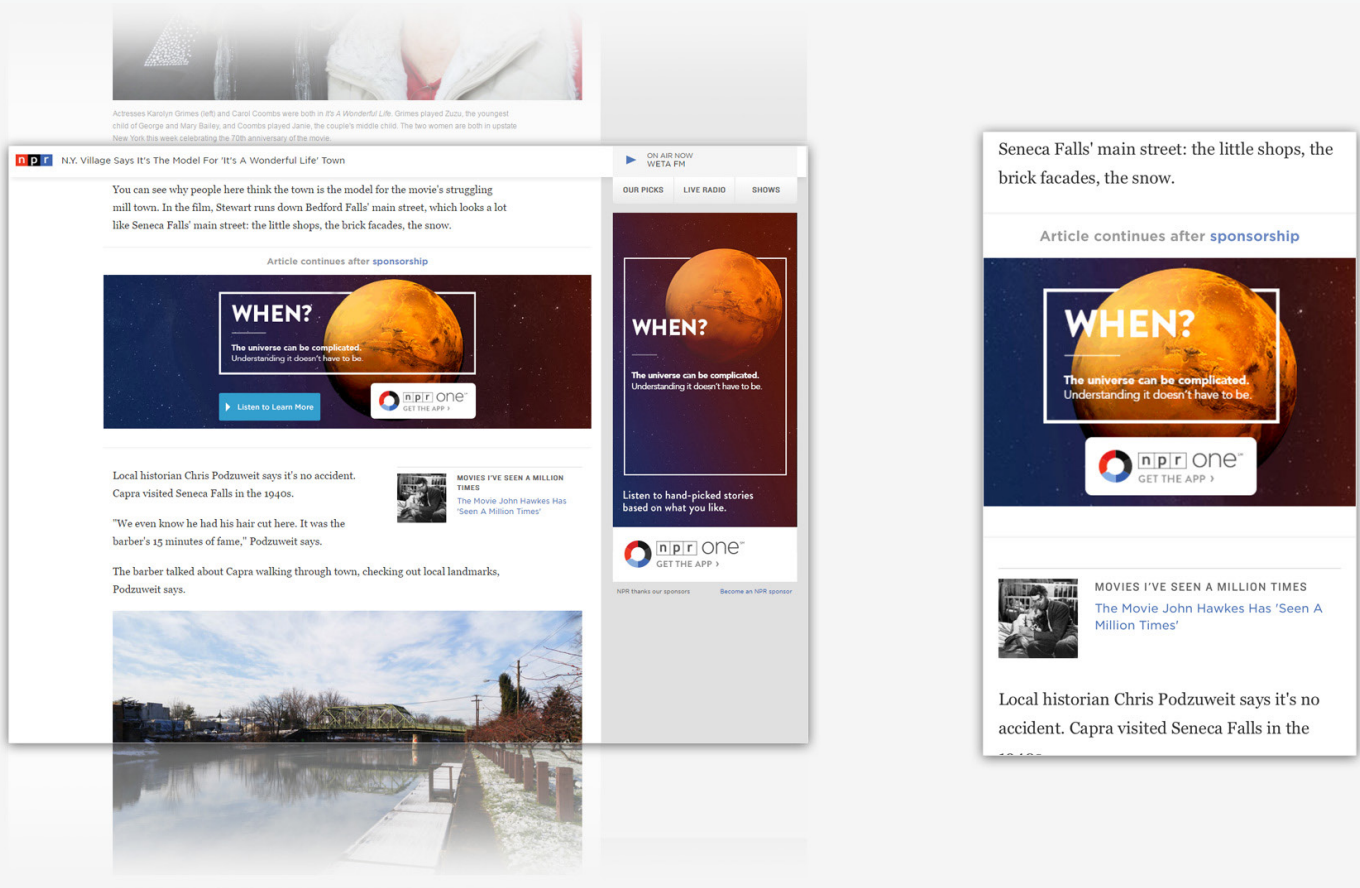 Actresses Karolyn Grimes (left) and Carol Coombs were both in It's A Wonderful Life. Grimes played Zuzu, the youngest
child of George and Mary Bailey, and Coombs played Janie, the couple's middle child. The two women are both in upstate
New York this week celebrating the 70th anniversary of the movie.
npr N.Y. Village Says It's The Model For 'It's A Wonderful Life' Town
ON AIR NOW
WETA FM
OUR PICKS LIVE RADIO SHOWS
You can see why people here think the town is the model for the movie's struggling
mill town. In the film, Stewart runs down Bedford Falls' main street, which looks a lot
like Seneca Falls' main street: the little shops, the brick facades, the snow.
Article continues after sponsorship
WHEN?
The universe can be complicated.
Understanding it doesn't have to be.
Listen to Learn More
npr one
GET THE APP ›
Local historian Chris Podzuweit says it's no accident.
Capra visited Seneca Falls in the 1940s.
"We even know he had his hair cut here. It was the
barber's 15 minutes of fame," Podzuweit says.
MOVIES I'VE SEEN A MILLION
TIMES
The Movie John Hawkes Has
'Seen A Million Times'
The barber talked about Capra walking through town, checking out local landmarks,
Podzuweit says.
WHEN?
The universe can be complicated.
Understanding it doesn't have to be.
Listen to hand-picked stories
based on what you like.
npr one
GET THE APP ›
NPR thanks our sponsors Become an NPR sponsor
Seneca Falls' main street: the little shops, the
brick facades, the snow.
Article continues after sponsorship
WHEN?
The universe can be complicated.
Understanding it doesn't have to be.
npr one
GET THE APP ›
MOVIES I'VE SEEN A MILLION TIMES
The Movie John Hawkes Has 'Seen A
Million Times'
Local historian Chris Podzuweit says it's no
accident. Capra visited Seneca Falls in the